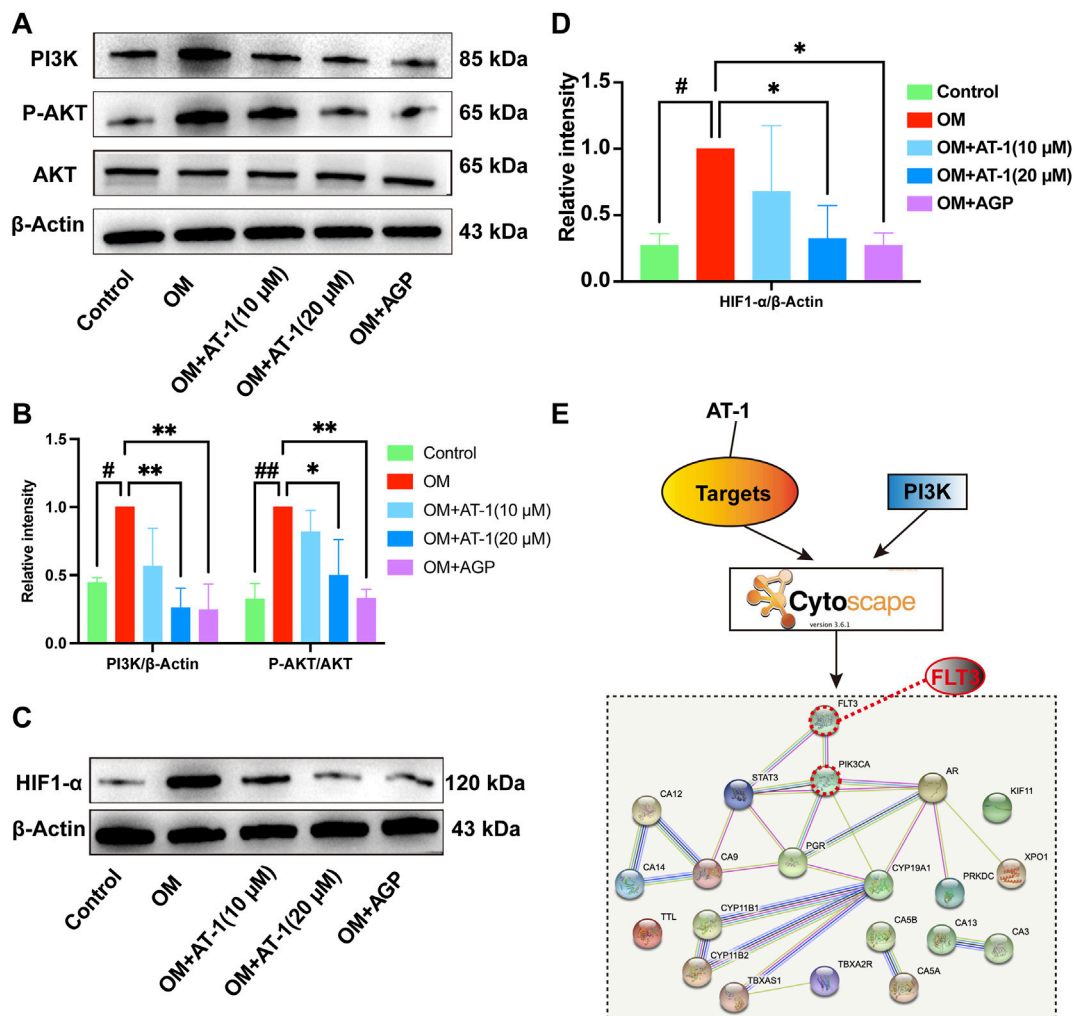 A
PI3K
85 kDa
P-AKT
65 kDa
AKT
65 kDa
β-Actin
43 kDa
Control
OM
OM+AT-1(10 μM)
OM+AT-1(20 μM)
OM+AGP
B
Relative intensity
1.5
1.0
0.5
0.0
#
**
**
##
*
**
PI3K/β-Actin
P-AKT/AKT
Control
OM
OM+AT-1(10 μM)
OM+AT-1(20 μM)
OM+AGP
C
HIF1-α
120 kDa
β-Actin
43 kDa
Control
OM
OM+AT-1(10 μM)
OM+AT-1(20 μM)
OM+AGP
D
Relative intensity
1.5
1.0
0.5
0.0
#
*
*
HIF1-α/β-Actin
Control
OM
OM+AT-1(10 μM)
OM+AT-1(20 μM)
OM+AGP
E
AT-1
Targets
PI3K
Cytoscape
version 3.6.1
FLT3
FLT3
STAT3
PIK3CA
AR
KIF11
CA12
CA14
CA9
PGR
CYP19A1
PRKDC
XPO1
TTL
CYP11B1
CYP11B2
CA5B
CA13
CA3
TBXAS1
TBXA2R
CA5A